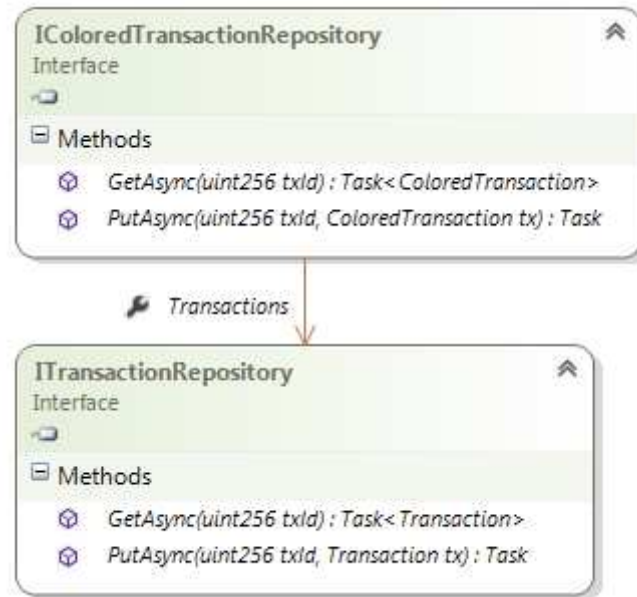 IColoredTransactionRepository
Interface
Methods
GetAsync(uint256 txId) : Task<ColoredTransaction>
PutAsync(uint256 txId, ColoredTransaction tx) : Task
Transactions
ITransactionRepository
Interface
Methods
GetAsync(uint256 txId) : Task<Transaction>
PutAsync(uint256 txId, Transaction tx) : Task